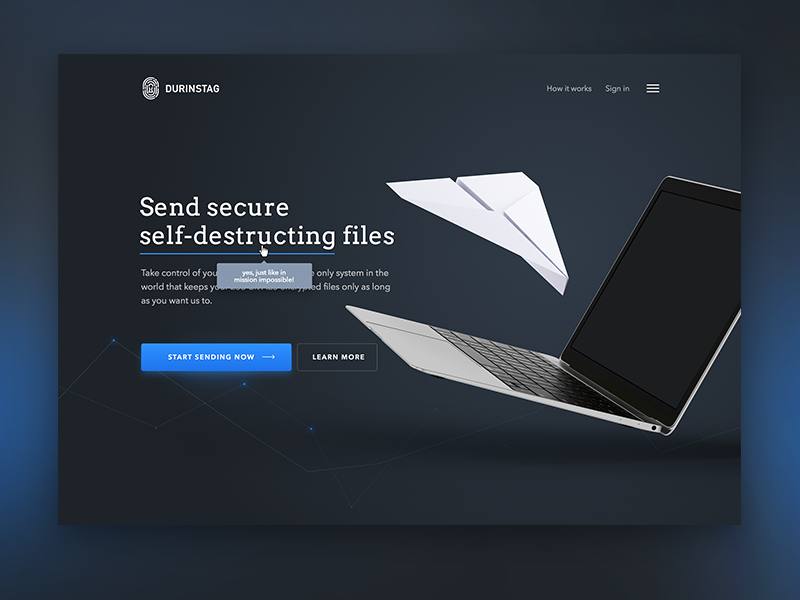 DURINSTAG
How it works
Sign in
Send secure
self-destructing files
yes, just like in
mission impossible!
Take control of you only system in the
world that keeps files only as long
as you want us to.
START SENDING NOW
LEARN MORE